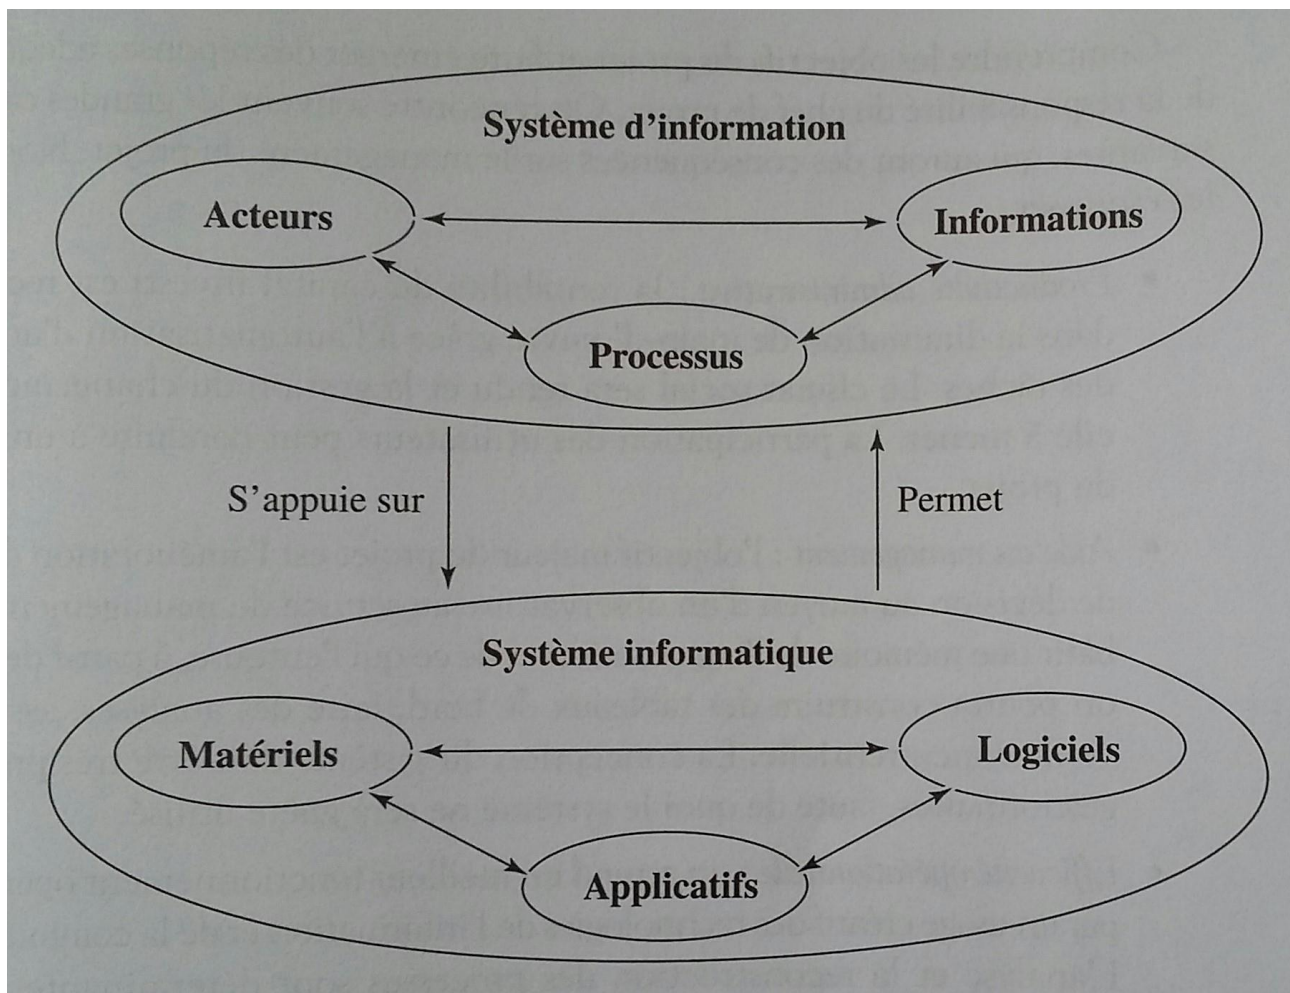 Système d'information
Acteurs
Informations
Processus
S'appuie sur
Permet
Système informatique
Matériels
Logiciels
Applicatifs